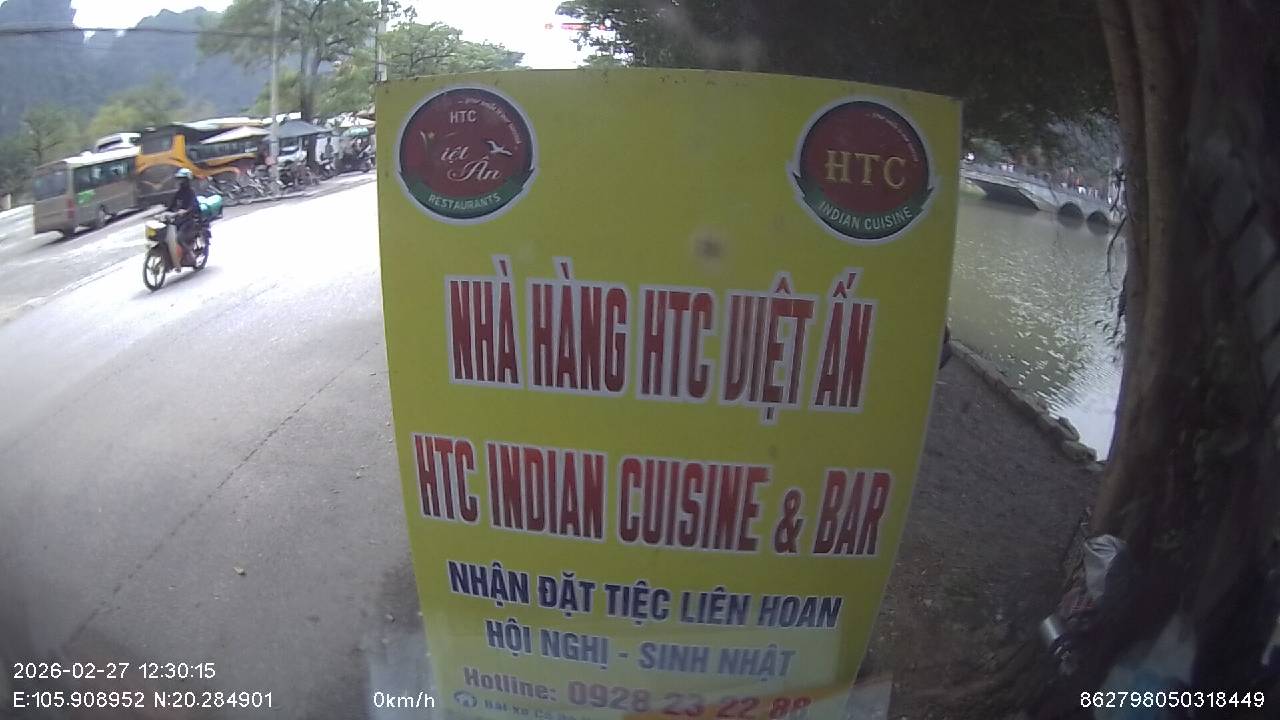 HTC
Việt
Ấn
RESTAURANTS
HTC
INDIAN CUISINE
NHÀ HÀNG HTC VIỆT ẤN
HTC INDIAN CUISINE & BAR
NHẬN ĐẶT TIỆC LIÊN HOAN
HỘI NGHỊ - SINH NHẬT
Hotline: 0928 23 22 88
2026-02-27 12:30:15
E:105.908952 N:20.284901
0km/h
862798050318449